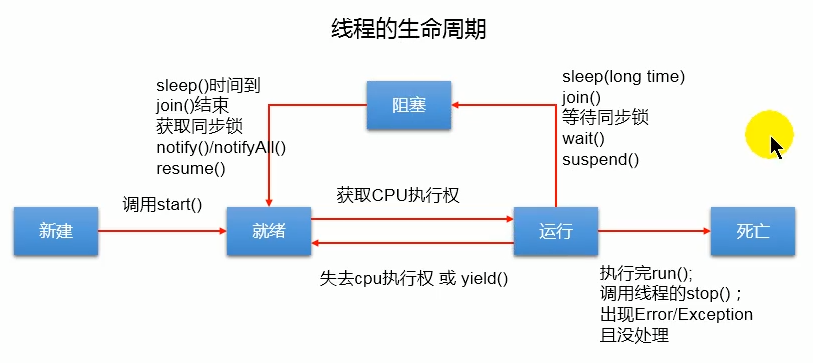 线程的生命周期
sleep()时间到
join()结束
获取同步锁
notify()/notifyAll()
resume()
阻塞
sleep(long time)
join()
等待同步锁
wait()
suspend()
新建
调用start()
就绪
获取CPU执行权
失去cpu执行权 或 yield()
运行
死亡
执行完run();
调用线程的stop()；
出现Error/Exception
且没处理